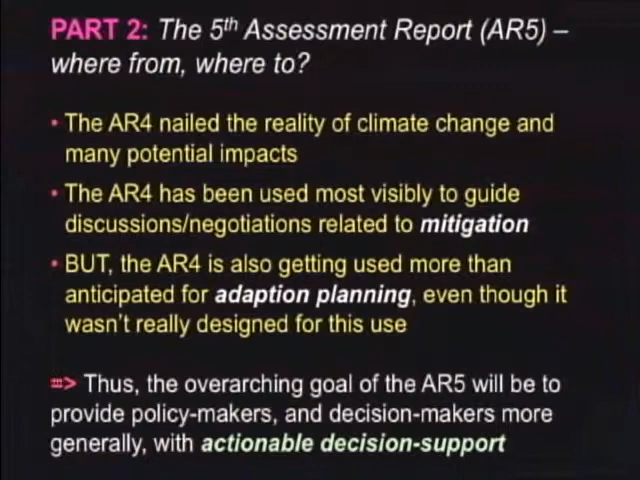 PART 2: The 5th Assessment Report (AR5) –
where from, where to?
• The AR4 nailed the reality of climate change and
many potential impacts
• The AR4 has been used most visibly to guide
discussions/negotiations related to mitigation
• BUT, the AR4 is also getting used more than
anticipated for adaption planning, even though it
wasn't really designed for this use
=> Thus, the overarching goal of the AR5 will be to
provide policy-makers, and decision-makers more
generally, with actionable decision-support